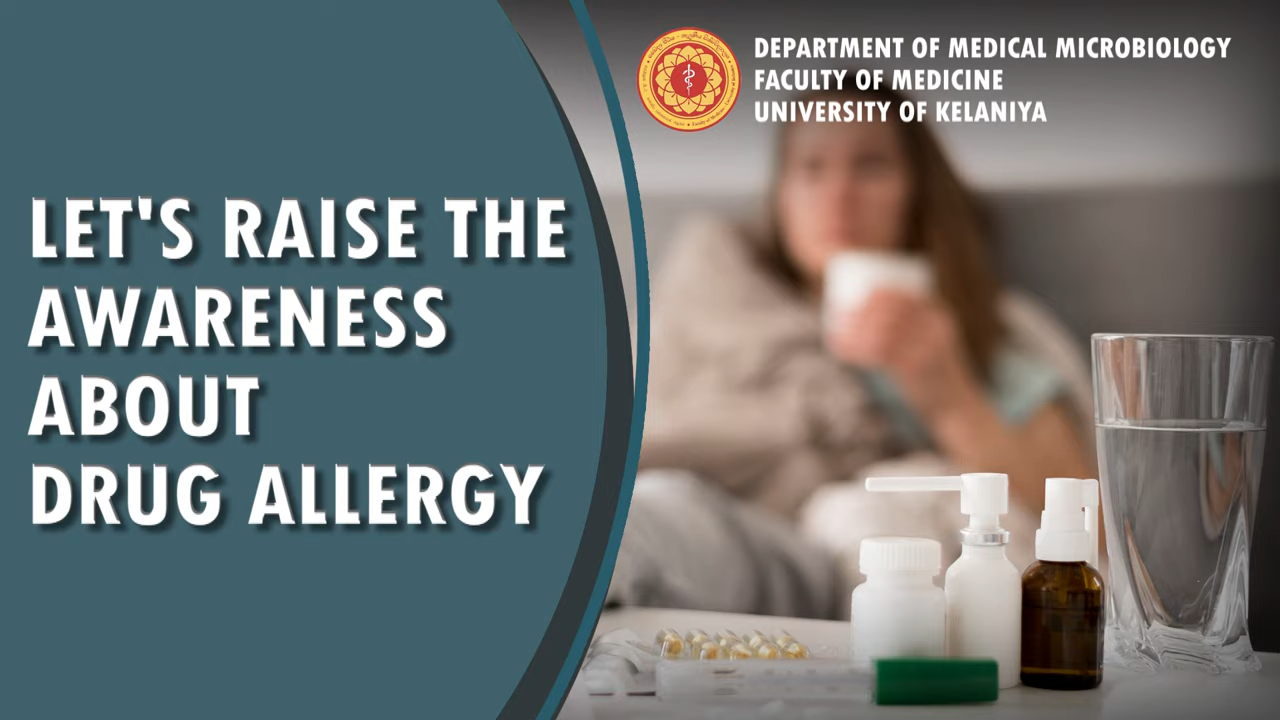 LET'S RAISE THE
AWARENESS
ABOUT
DRUG ALLERGY
DEPARTMENT OF MEDICAL MICROBIOLOGY
FACULTY OF MEDICINE
UNIVERSITY OF KELANIYA